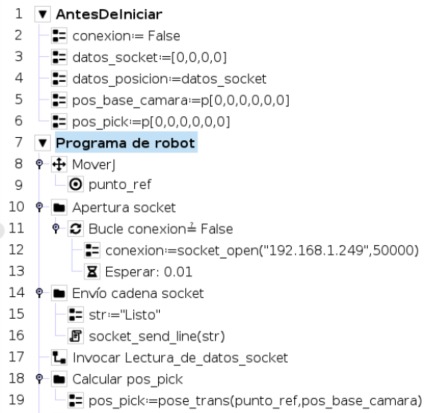 1 AntesDeIniciar
2 conexion≔ False
3 datos_socket≔[0,0,0,0]
4 datos_posicion≔datos_socket
5 pos_base_camara≔p[0,0,0,0,0,0]
6 pos_pick≔p[0,0,0,0,0,0]
7 Programa de robot
8 MoverJ
9 punto_ref
10 Apertura socket
11 Bucle conexion≟ False
12 conexion≔socket_open("192.168.1.249",50000)
13 Esperar: 0.01
14 Envío cadena socket
15 str≔"Listo"
16 socket_send_line(str)
17 Invocar Lectura_de_datos_socket
18 Calcular pos_pick
19 pos_pick≔pose_trans(punto_ref,pos_base_camara)